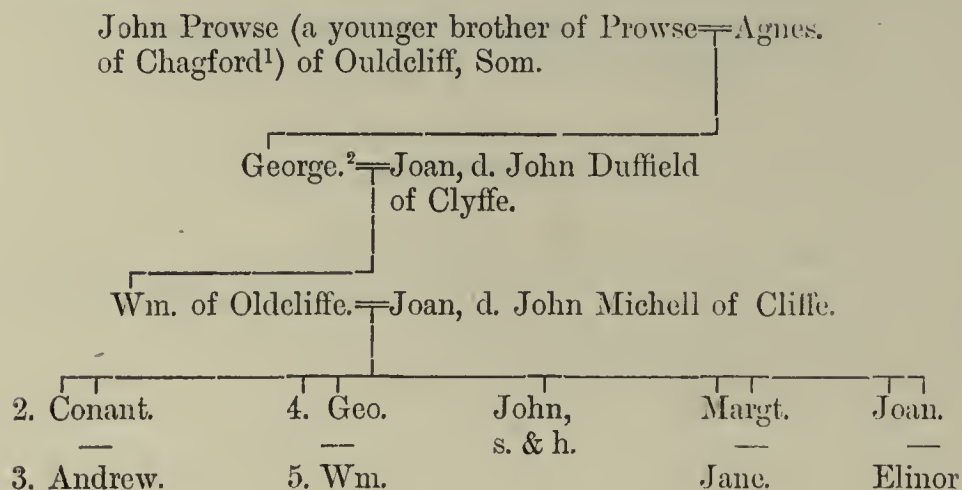 John Prowse (a younger brother of Prowse=Agnes.
of Chagford¹) of Ouldcliff, Som.
George.²=Joan, d. John Duffield
of Clyffe.
Wm. of Oldcliffe.=Joan, d. John Michell of Cliffe.
2. Conant. 4. Geo. John, Margt. Joan.
s. & h.
3. Andrew. 5. Wm. Jane. Elinor